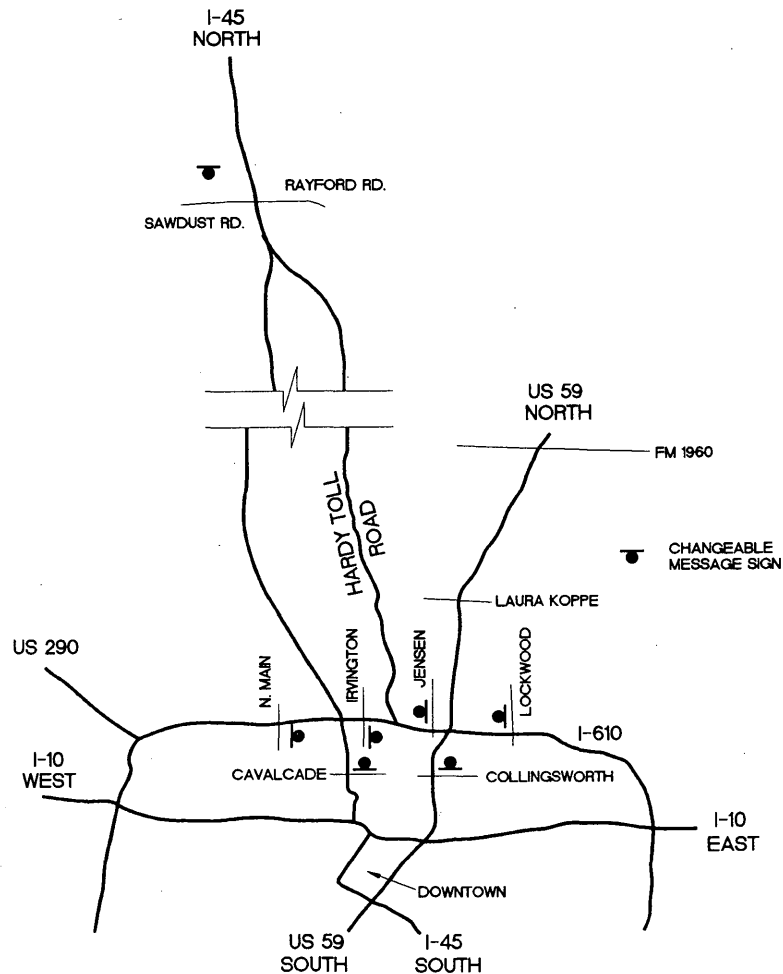 I-45
NORTH
RAYFORD RD.
SAWDUST RD.
US 59
NORTH
FM 1960
HARDY TOLL
ROAD
CHANGEABLE
MESSAGE SIGN
LAURA KOPPE
US 290
N. MAIN
IRVINGTON
JENSEN
LOCKWOOD
I-610
I-10
WEST
CAVALCADE
COLLINGSWORTH
I-10
EAST
DOWNTOWN
US 59
SOUTH
I-45
SOUTH